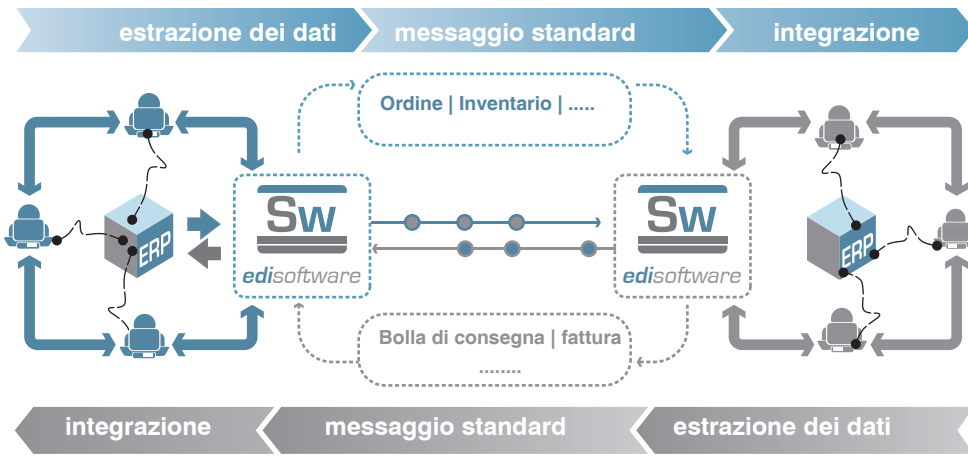 estrazione dei dati
messaggio standard
integrazione
Ordine | Inventario | .....
ERP
Sw
edisoftware
Sw
edisoftware
ERP
Bolla di consegna | fattura
........
integrazione
messaggio standard
estrazione dei dati